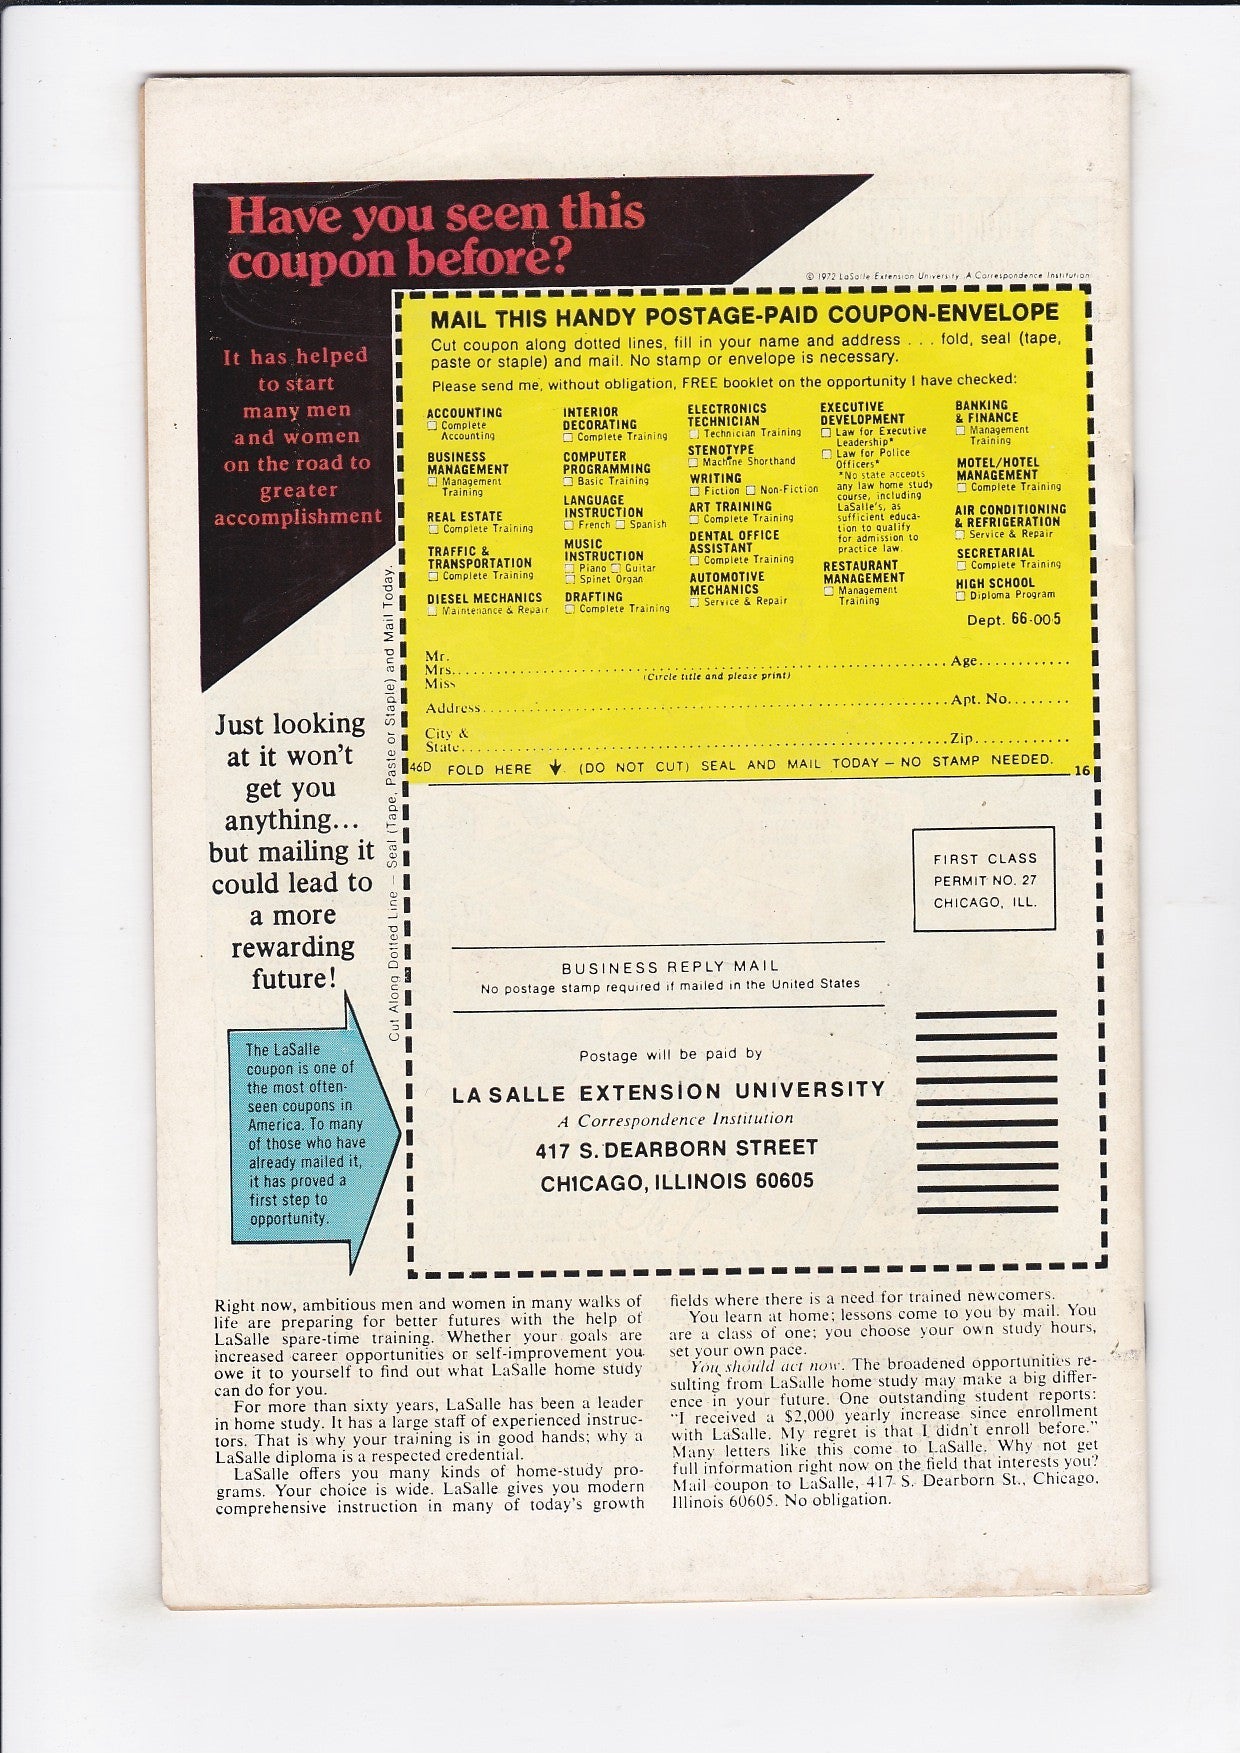 Have you seen this
coupon before?
© 1972 LaSalle Extension University A Correspondence Institution
It has helped
to start
many men
and women
on the road to
greater
accomplishment
MAIL THIS HANDY POSTAGE-PAID COUPON-ENVELOPE
Cut coupon along dotted lines, fill in your name and address . . . fold, seal (tape,
paste or staple) and mail. No stamp or envelope is necessary.
Please send me, without obligation, FREE booklet on the opportunity I have checked:
ACCOUNTING
☐ Complete
Accounting
BUSINESS
MANAGEMENT
☐ Management
Training
REAL ESTATE
☐ Complete Training
TRAFFIC &
TRANSPORTATION
☐ Complete Training
DIESEL MECHANICS
☐ Maintenance & Repair
INTERIOR
DECORATING
☐ Complete Training
COMPUTER
PROGRAMMING
☐ Basic Training
LANGUAGE
INSTRUCTION
☐ French ☐ Spanish
MUSIC
INSTRUCTION
☐ Piano ☐ Guitar
☐ Spinet Organ
DRAFTING
☐ Complete Training
ELECTRONICS
TECHNICIAN
☐ Technician Training
STENOTYPE
☐ Machine Shorthand
WRITING
☐ Fiction ☐ Non-Fiction
ART TRAINING
☐ Complete Training
DENTAL OFFICE
ASSISTANT
☐ Complete Training
AUTOMOTIVE
MECHANICS
☐ Service & Repair
EXECUTIVE
DEVELOPMENT
☐ Law for Executive
Leadership*
☐ Law for Police
Officers*
*No state accepts
any law home study
course, including
LaSalle's, as
sufficient educa-
tion to qualify
for admission to
practice law.
RESTAURANT
MANAGEMENT
☐ Management
Training
BANKING
& FINANCE
☐ Management
Training
MOTEL/HOTEL
MANAGEMENT
☐ Complete Training
AIR CONDITIONING
& REFRIGERATION
☐ Service & Repair
SECRETARIAL
☐ Complete Training
HIGH SCHOOL
☐ Diploma Program
Dept. 66-005
Mr.
Mrs. Age
Miss (Circle title and please print)
Address Apt. No.
City &
State Zip
46D FOLD HERE ↓ (DO NOT CUT) SEAL AND MAIL TODAY — NO STAMP NEEDED. 16
Cut Along Dotted Line — Seal (Tape, Paste or Staple) and Mail Today.
Just looking
at it won't
get you
anything...
but mailing it
could lead to
a more
rewarding
future!
The LaSalle
coupon is one of
the most often-
seen coupons in
America. To many
of those who have
already mailed it,
it has proved a
first step to
opportunity.
FIRST CLASS
PERMIT NO. 27
CHICAGO, ILL.
BUSINESS REPLY MAIL
No postage stamp required if mailed in the United States
Postage will be paid by
LA SALLE EXTENSION UNIVERSITY
A Correspondence Institution
417 S. DEARBORN STREET
CHICAGO, ILLINOIS 60605
Right now, ambitious men and women in many walks of
life are preparing for better futures with the help of
LaSalle spare-time training. Whether your goals are
increased career opportunities or self-improvement you
owe it to yourself to find out what LaSalle home study
can do for you.
For more than sixty years, LaSalle has been a leader
in home study. It has a large staff of experienced instruc-
tors. That is why your training is in good hands; why a
LaSalle diploma is a respected credential.
LaSalle offers you many kinds of home-study pro-
grams. Your choice is wide. LaSalle gives you modern
comprehensive instruction in many of today's growth
fields where there is a need for trained newcomers.
You learn at home; lessons come to you by mail. You
are a class of one; you choose your own study hours,
set your own pace.
You should act now. The broadened opportunities re-
sulting from LaSalle home study may make a big differ-
ence in your future. One outstanding student reports:
"I received a $2,000 yearly increase since enrollment
with LaSalle. My regret is that I didn't enroll before."
Many letters like this come to LaSalle. Why not get
full information right now on the field that interests you?
Mail coupon to LaSalle, 417 S. Dearborn St., Chicago,
Illinois 60605. No obligation.